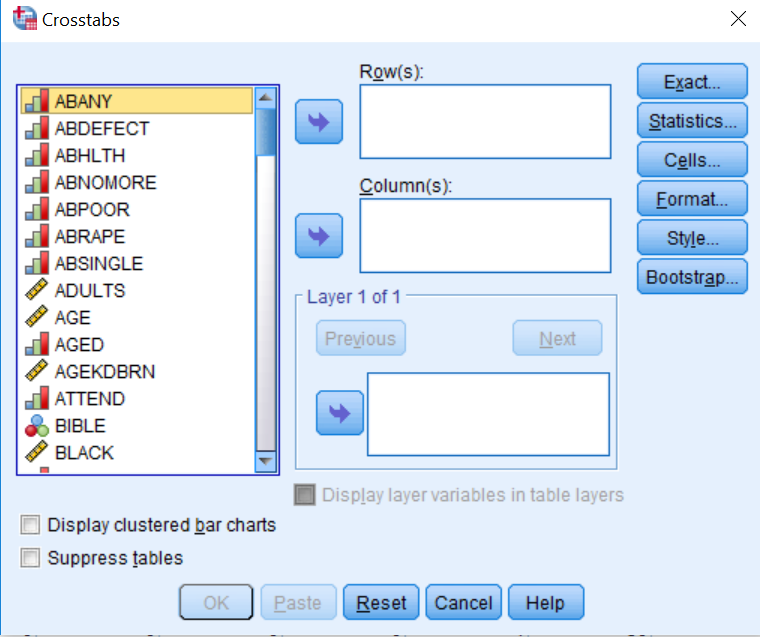 Crosstabs
ABANY
ABDEFECT
ABHLTH
ABNOMORE
ABPOOR
ABRAPE
ABSINGLE
ADULTS
AGE
AGED
AGEKDBRN
ATTEND
BIBLE
BLACK
Row(s):
Column(s):
Layer 1 of 1
Previous
Next
Display layer variables in table layers
Exact...
Statistics...
Cells...
Format...
Style...
Bootstrap...
Display clustered bar charts
Suppress tables
OK
Paste
Reset
Cancel
Help